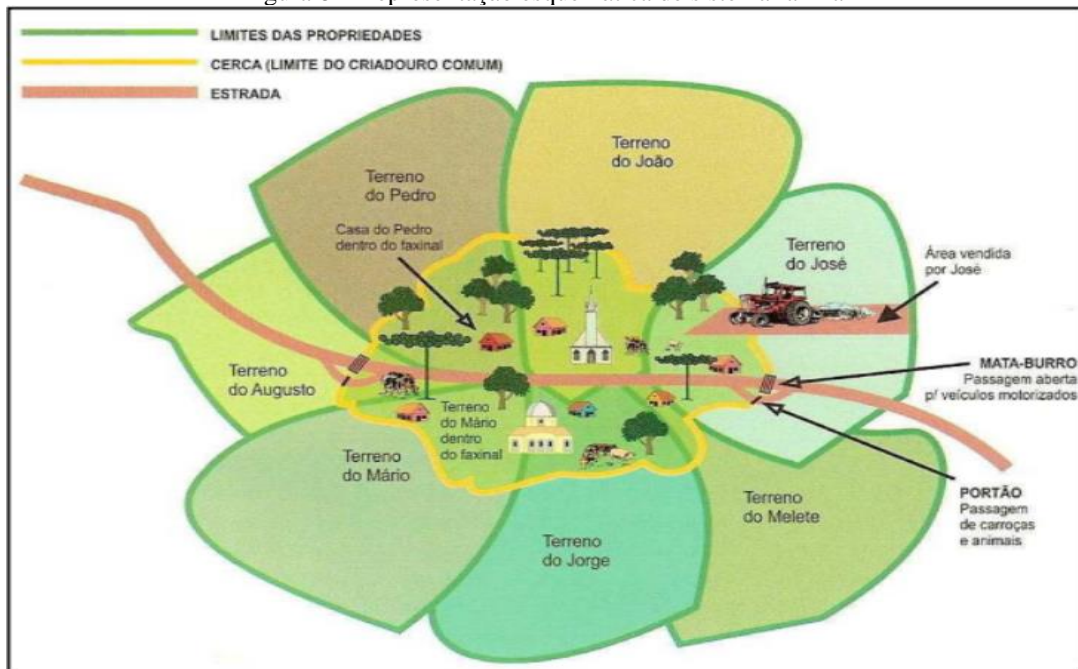 LIMITES DAS PROPRIEDADES
CERCA (LIMITE DO CRIADOURO COMUM)
ESTRADA
Terreno
do João
Terreno
do Pedro
Casa do Pedro
dentro do faxinal
Terreno
do José
Área vendida
por José
MATA-BURRO
Passagem aberta
p/ veículos motorizados
Terreno
do Augusto
Terreno
do Mário
dentro
do faxinal
Terreno
do Mário
PORTÃO
Passagem
de carroças
e animais
Terreno
do Melete
Terreno
do Jorge